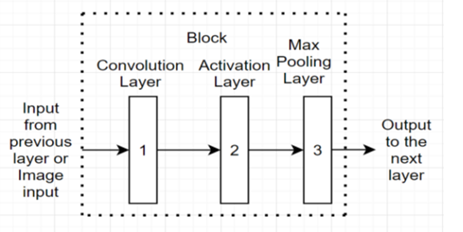 Block
Convolution
Layer
Activation
Layer
Max
Pooling
Layer
Input
from
previous
layer or
Image
input
1
2
3
Output
to the
next
layer